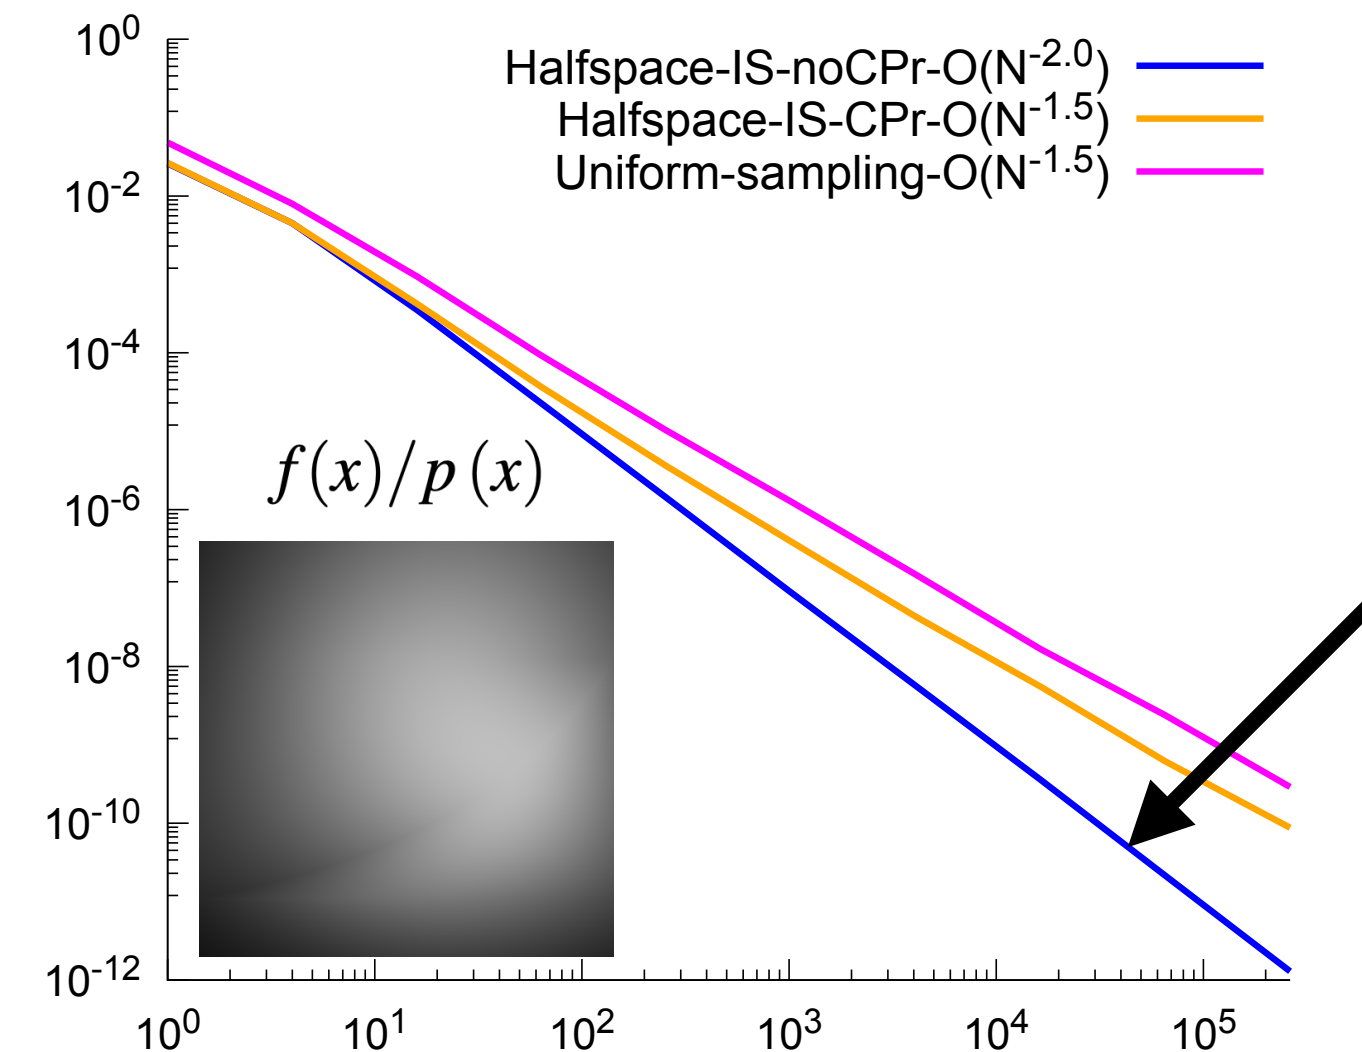 10^0
Halfspace-IS-noCPr-O(N^-2.0)
Halfspace-IS-CPr-O(N^-1.5)
Uniform-sampling-O(N^-1.5)
10^-2
10^-4
f(x)/p(x)
10^-6
10^-8
10^-10
10^-12
10^0 10^1 10^2 10^3 10^4 10^5